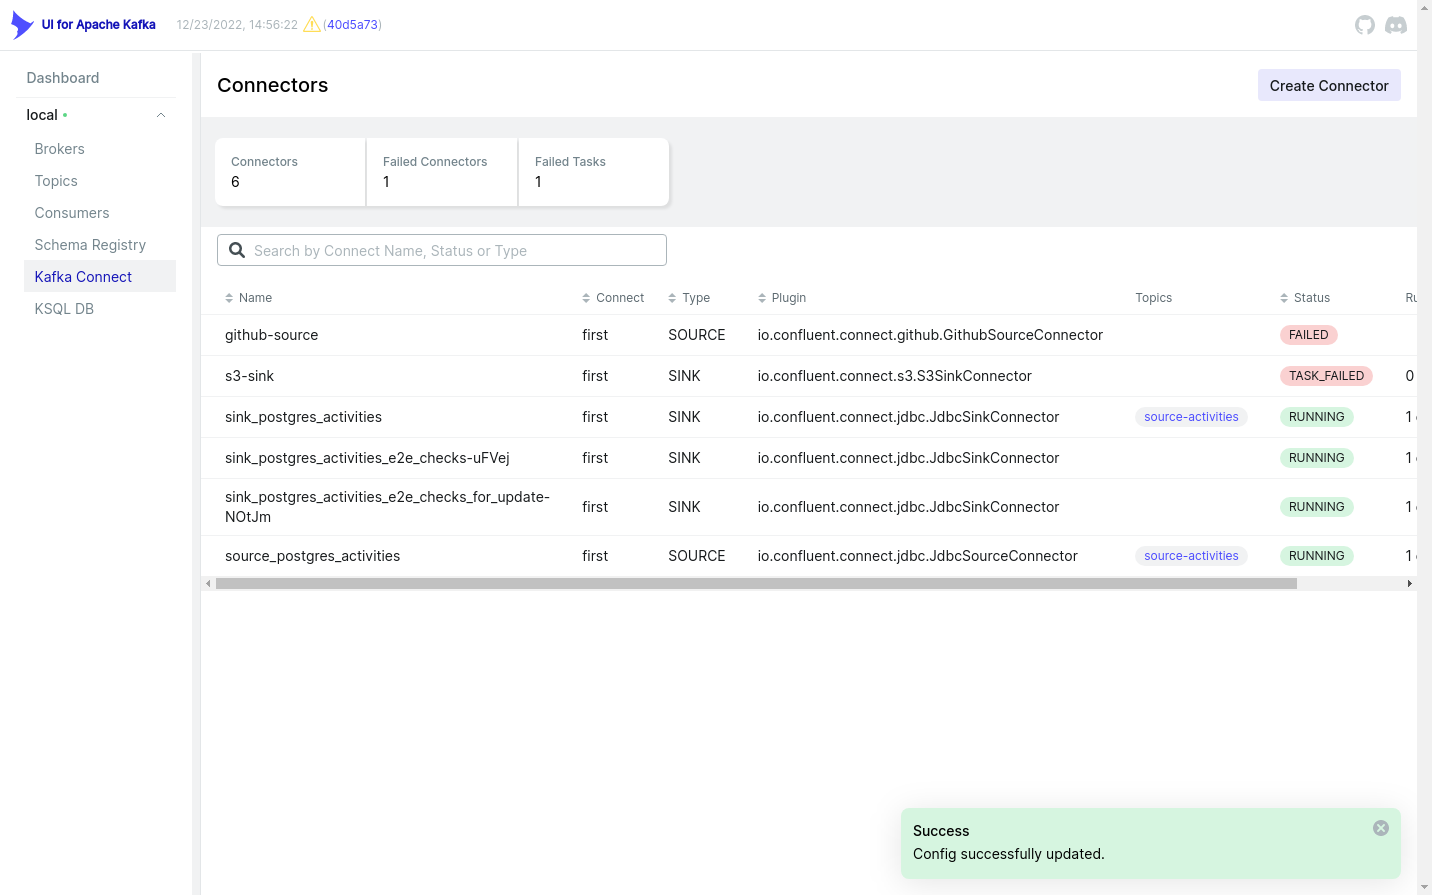 UI for Apache Kafka 12/23/2022, 14:56:22 (40d5a73)
Dashboard
local
Brokers
Topics
Consumers
Schema Registry
Kafka Connect
KSQL DB
Connectors
Create Connector
Connectors Failed Connectors Failed Tasks
6 1 1
Search by Connect Name, Status or Type
Name Connect Type Plugin Topics Status
github-source first SOURCE io.confluent.connect.github.GithubSourceConnector FAILED
s3-sink first SINK io.confluent.connect.s3.S3SinkConnector TASK_FAILED 0
sink_postgres_activities first SINK io.confluent.connect.jdbc.JdbcSinkConnector source-activities RUNNING 1
sink_postgres_activities_e2e_checks-uFVej first SINK io.confluent.connect.jdbc.JdbcSinkConnector RUNNING 1
sink_postgres_activities_e2e_checks_for_update-
NOtJm first SINK io.confluent.connect.jdbc.JdbcSinkConnector RUNNING 1
source_postgres_activities first SOURCE io.confluent.connect.jdbc.JdbcSourceConnector source-activities RUNNING 1
Success
Config successfully updated.